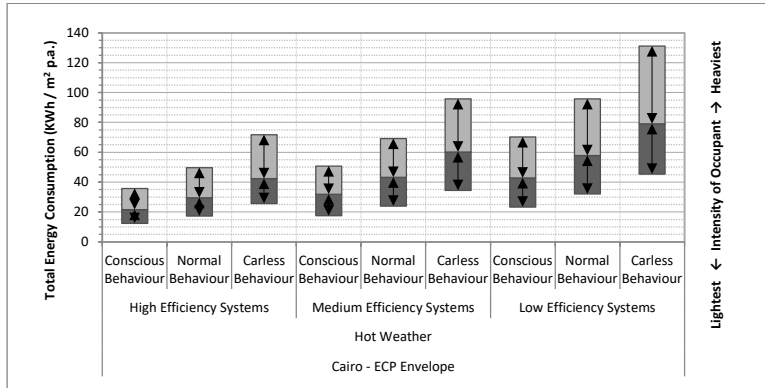 Total Energy Consumption (KWh / m² p.a.)
140
120
100
80
60
40
20
0
Conscious Behaviour
Normal Behaviour
Carless Behaviour
Conscious Behaviour
Normal Behaviour
Carless Behaviour
Conscious Behaviour
Normal Behaviour
Carless Behaviour
High Efficiency Systems
Medium Efficiency Systems
Low Efficiency Systems
Hot Weather
Cairo - ECP Envelope
Lightest ← Intensity of Occupant → Heaviest